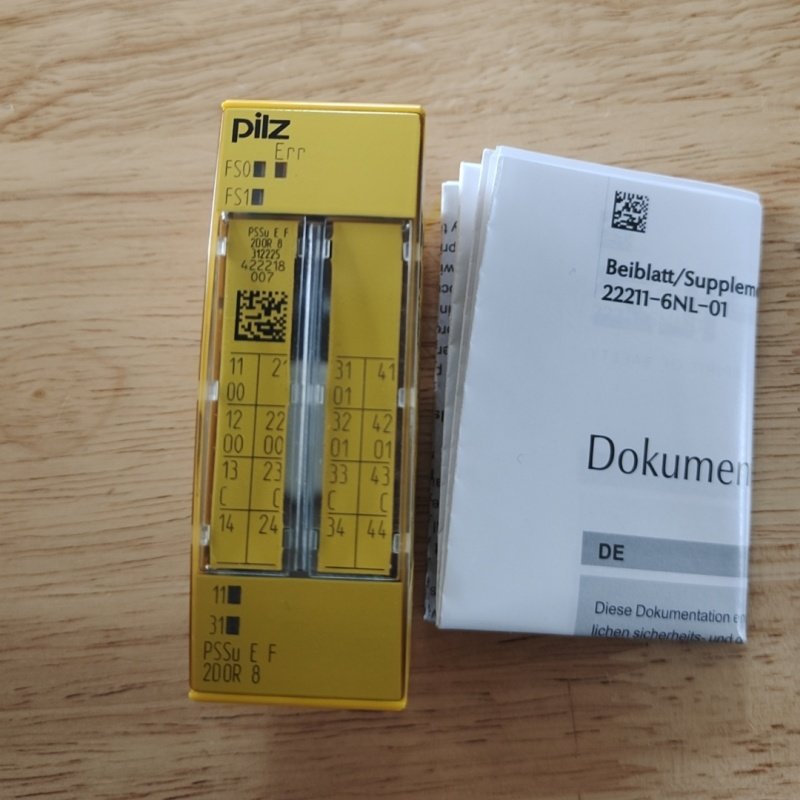 pilz
Err
FS0
FS1
PSSu E F
2DOR 8
312225
422218
007
11 21 31 41
00 01
12 22 32 42
00 00 01 01
13 23 33 43
C C C C
14 24 34 44
11
31
PSSu E F
2DOR 8
Beiblatt/Supplem
22211-6NL-01
Dokumen
DE
Diese Dokumentation
lichen sicherheits- und